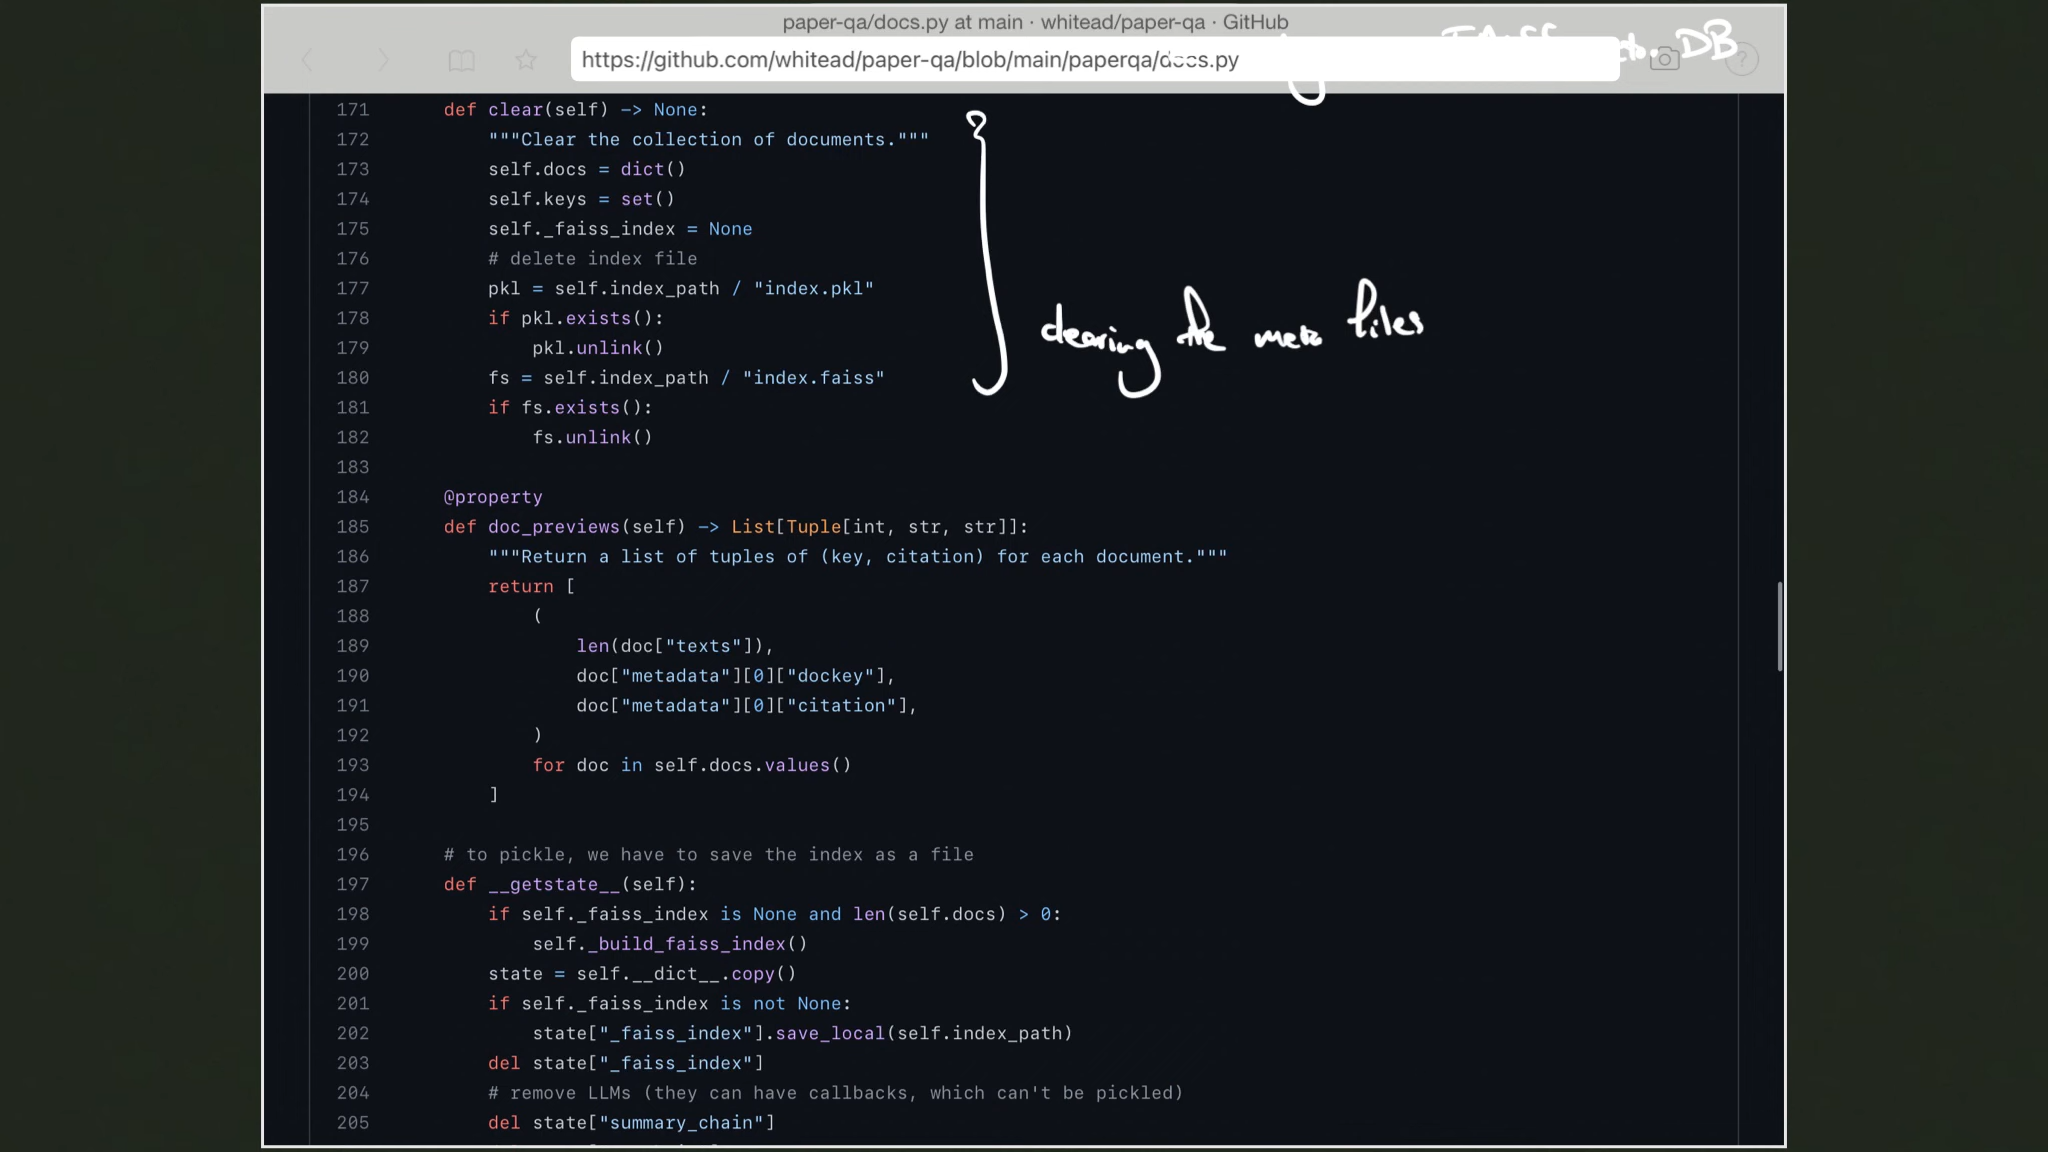 paper-qa/docs.py at main · whitead/paper-qa · GitHub
https://github.com/whitead/paper-qa/blob/main/paperqa/docs.py
DB
171 def clear(self) -> None:
172 """Clear the collection of documents."""
173 self.docs = dict()
174 self.keys = set()
175 self._faiss_index = None
176 # delete index file
177 pkl = self.index_path / "index.pkl"
178 if pkl.exists():
clearing the meta files
179 pkl.unlink()
180 fs = self.index_path / "index.faiss"
181 if fs.exists():
182 fs.unlink()
183
184 @property
185 def doc_previews(self) -> List[Tuple[int, str, str]]:
186 """Return a list of tuples of (key, citation) for each document."""
187 return [
188 (
189 len(doc["texts"]),
190 doc["metadata"][0]["dockey"],
191 doc["metadata"][0]["citation"],
192 )
193 for doc in self.docs.values()
194 ]
195
196 # to pickle, we have to save the index as a file
197 def __getstate__(self):
198 if self._faiss_index is None and len(self.docs) > 0:
199 self._build_faiss_index()
200 state = self.__dict__.copy()
201 if self._faiss_index is not None:
202 state["_faiss_index"].save_local(self.index_path)
203 del state["_faiss_index"]
204 # remove LLMs (they can have callbacks, which can't be pickled)
205 del state["summary_chain"]